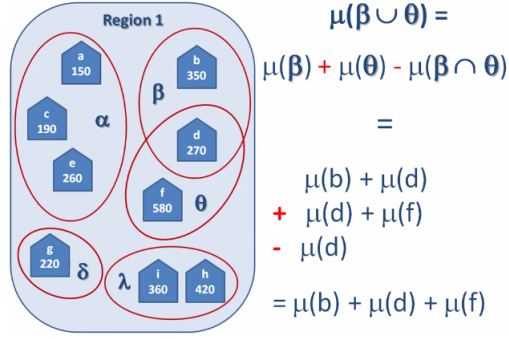 Region 1
a
150
b
350
β
c
190
α
d
270
e
260
f
580
θ
g
220
δ
λ
i
360
h
420
μ(β ∪ θ) =
μ(β) + μ(θ) - μ(β ∩ θ)
=
μ(b) + μ(d)
+ μ(d) + μ(f)
- μ(d)
= μ(b) + μ(d) + μ(f)